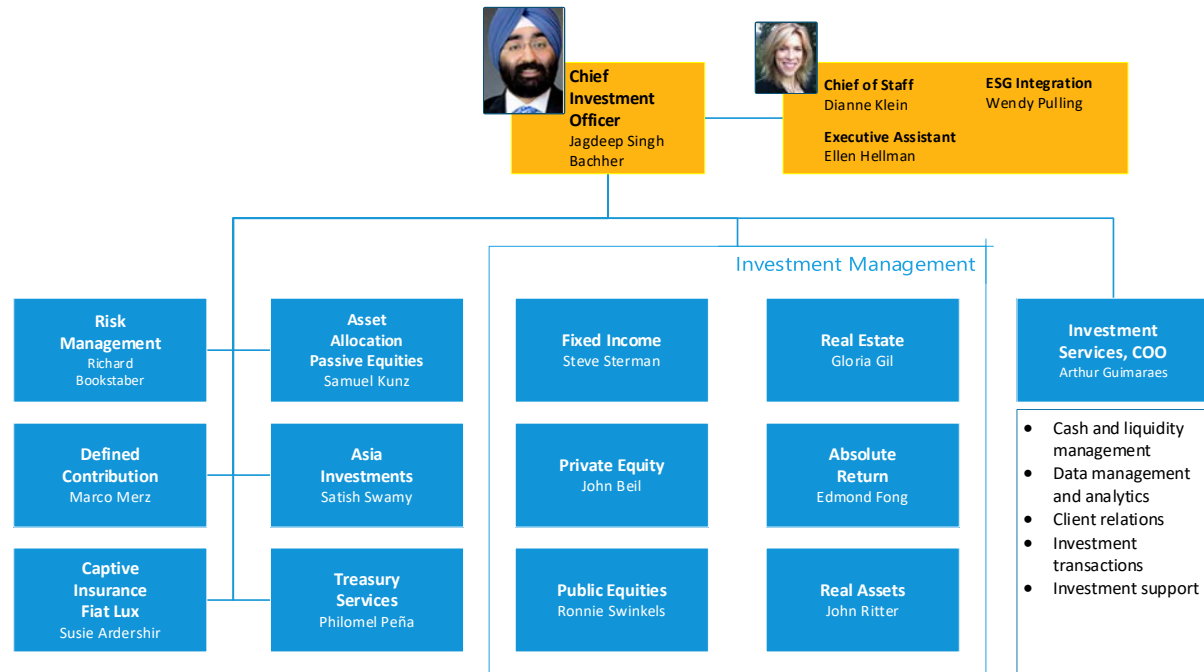 Chief
Investment
Officer
Jagdeep Singh
Bachher
Chief of Staff
Dianne Klein
Executive Assistant
Ellen Hellman
ESG Integration
Wendy Pulling
Investment Management
Risk
Management
Richard
Bookstaber
Asset
Allocation
Passive Equities
Samuel Kunz
Fixed Income
Steve Sterman
Real Estate
Gloria Gil
Investment
Services, COO
Arthur Guimaraes
Defined
Contribution
Marco Merz
Asia
Investments
Satish Swamy
Private Equity
John Beil
Absolute
Return
Edmond Fong
• Cash and liquidity
management
• Data management
and analytics
• Client relations
• Investment
transactions
• Investment support
Captive
Insurance
Fiat Lux
Susie Ardershir
Treasury
Services
Philomel Peña
Public Equities
Ronnie Swinkels
Real Assets
John Ritter